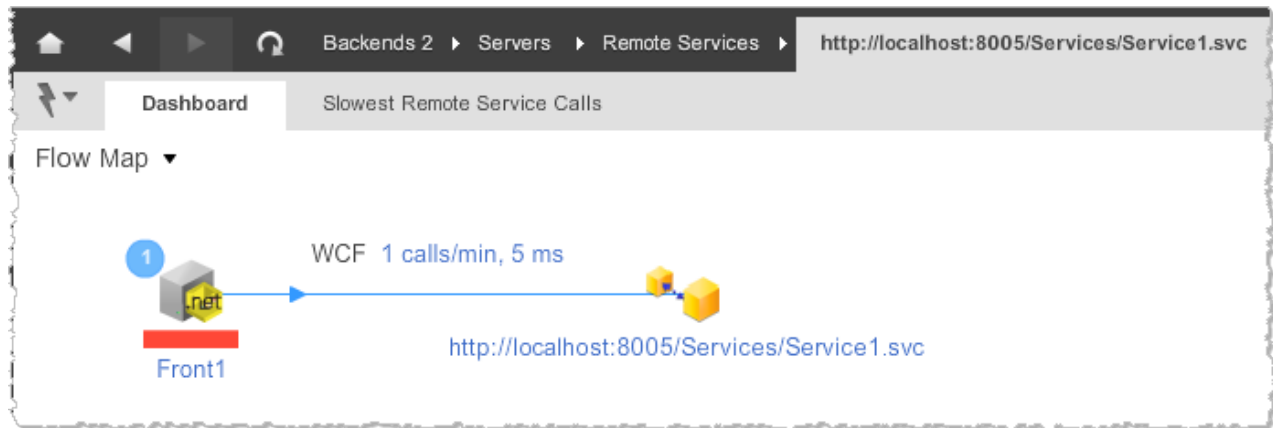 Backends 2 Servers Remote Services http://localhost:8005/Services/Service1.svc
Dashboard Slowest Remote Service Calls
Flow Map
1
WCF 1 calls/min, 5 ms
.net
http://localhost:8005/Services/Service1.svc
Front1